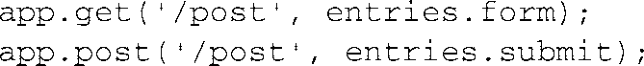 app.get('/post', entries.form);
app.post('/post', entries.submit);